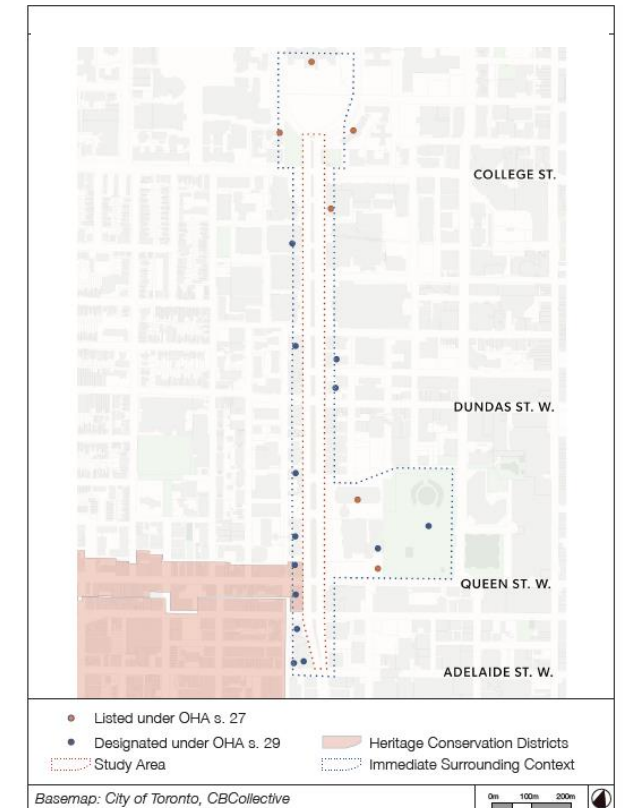 COLLEGE ST.
DUNDAS ST. W.
QUEEN ST. W.
ADELAIDE ST. W.
Listed under OHA s. 27
Designated under OHA s. 29
Heritage Conservation Districts
Study Area
Immediate Surrounding Context
Basemap: City of Toronto, CBCollective
0m 100m 200m